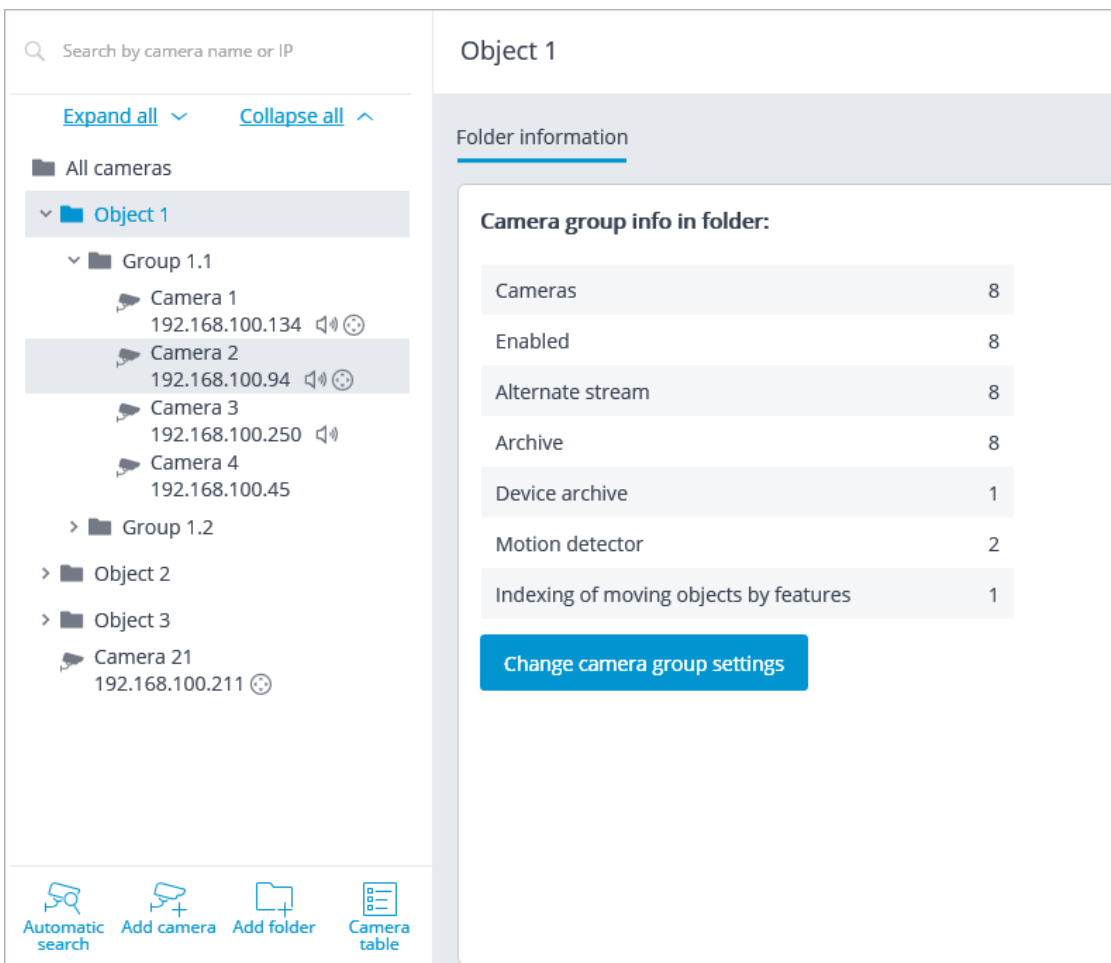 Search by camera name or IP
Expand all
Collapse all
All cameras
Object 1
Group 1.1
Camera 1
192.168.100.134
Camera 2
192.168.100.94
Camera 3
192.168.100.250
Camera 4
192.168.100.45
Group 1.2
Object 2
Object 3
Camera 21
192.168.100.211
Automatic
search
Add camera
Add folder
Camera
table
Object 1
Folder information
Camera group info in folder:
Cameras 8
Enabled 8
Alternate stream 8
Archive 8
Device archive 1
Motion detector 2
Indexing of moving objects by features 1
Change camera group settings